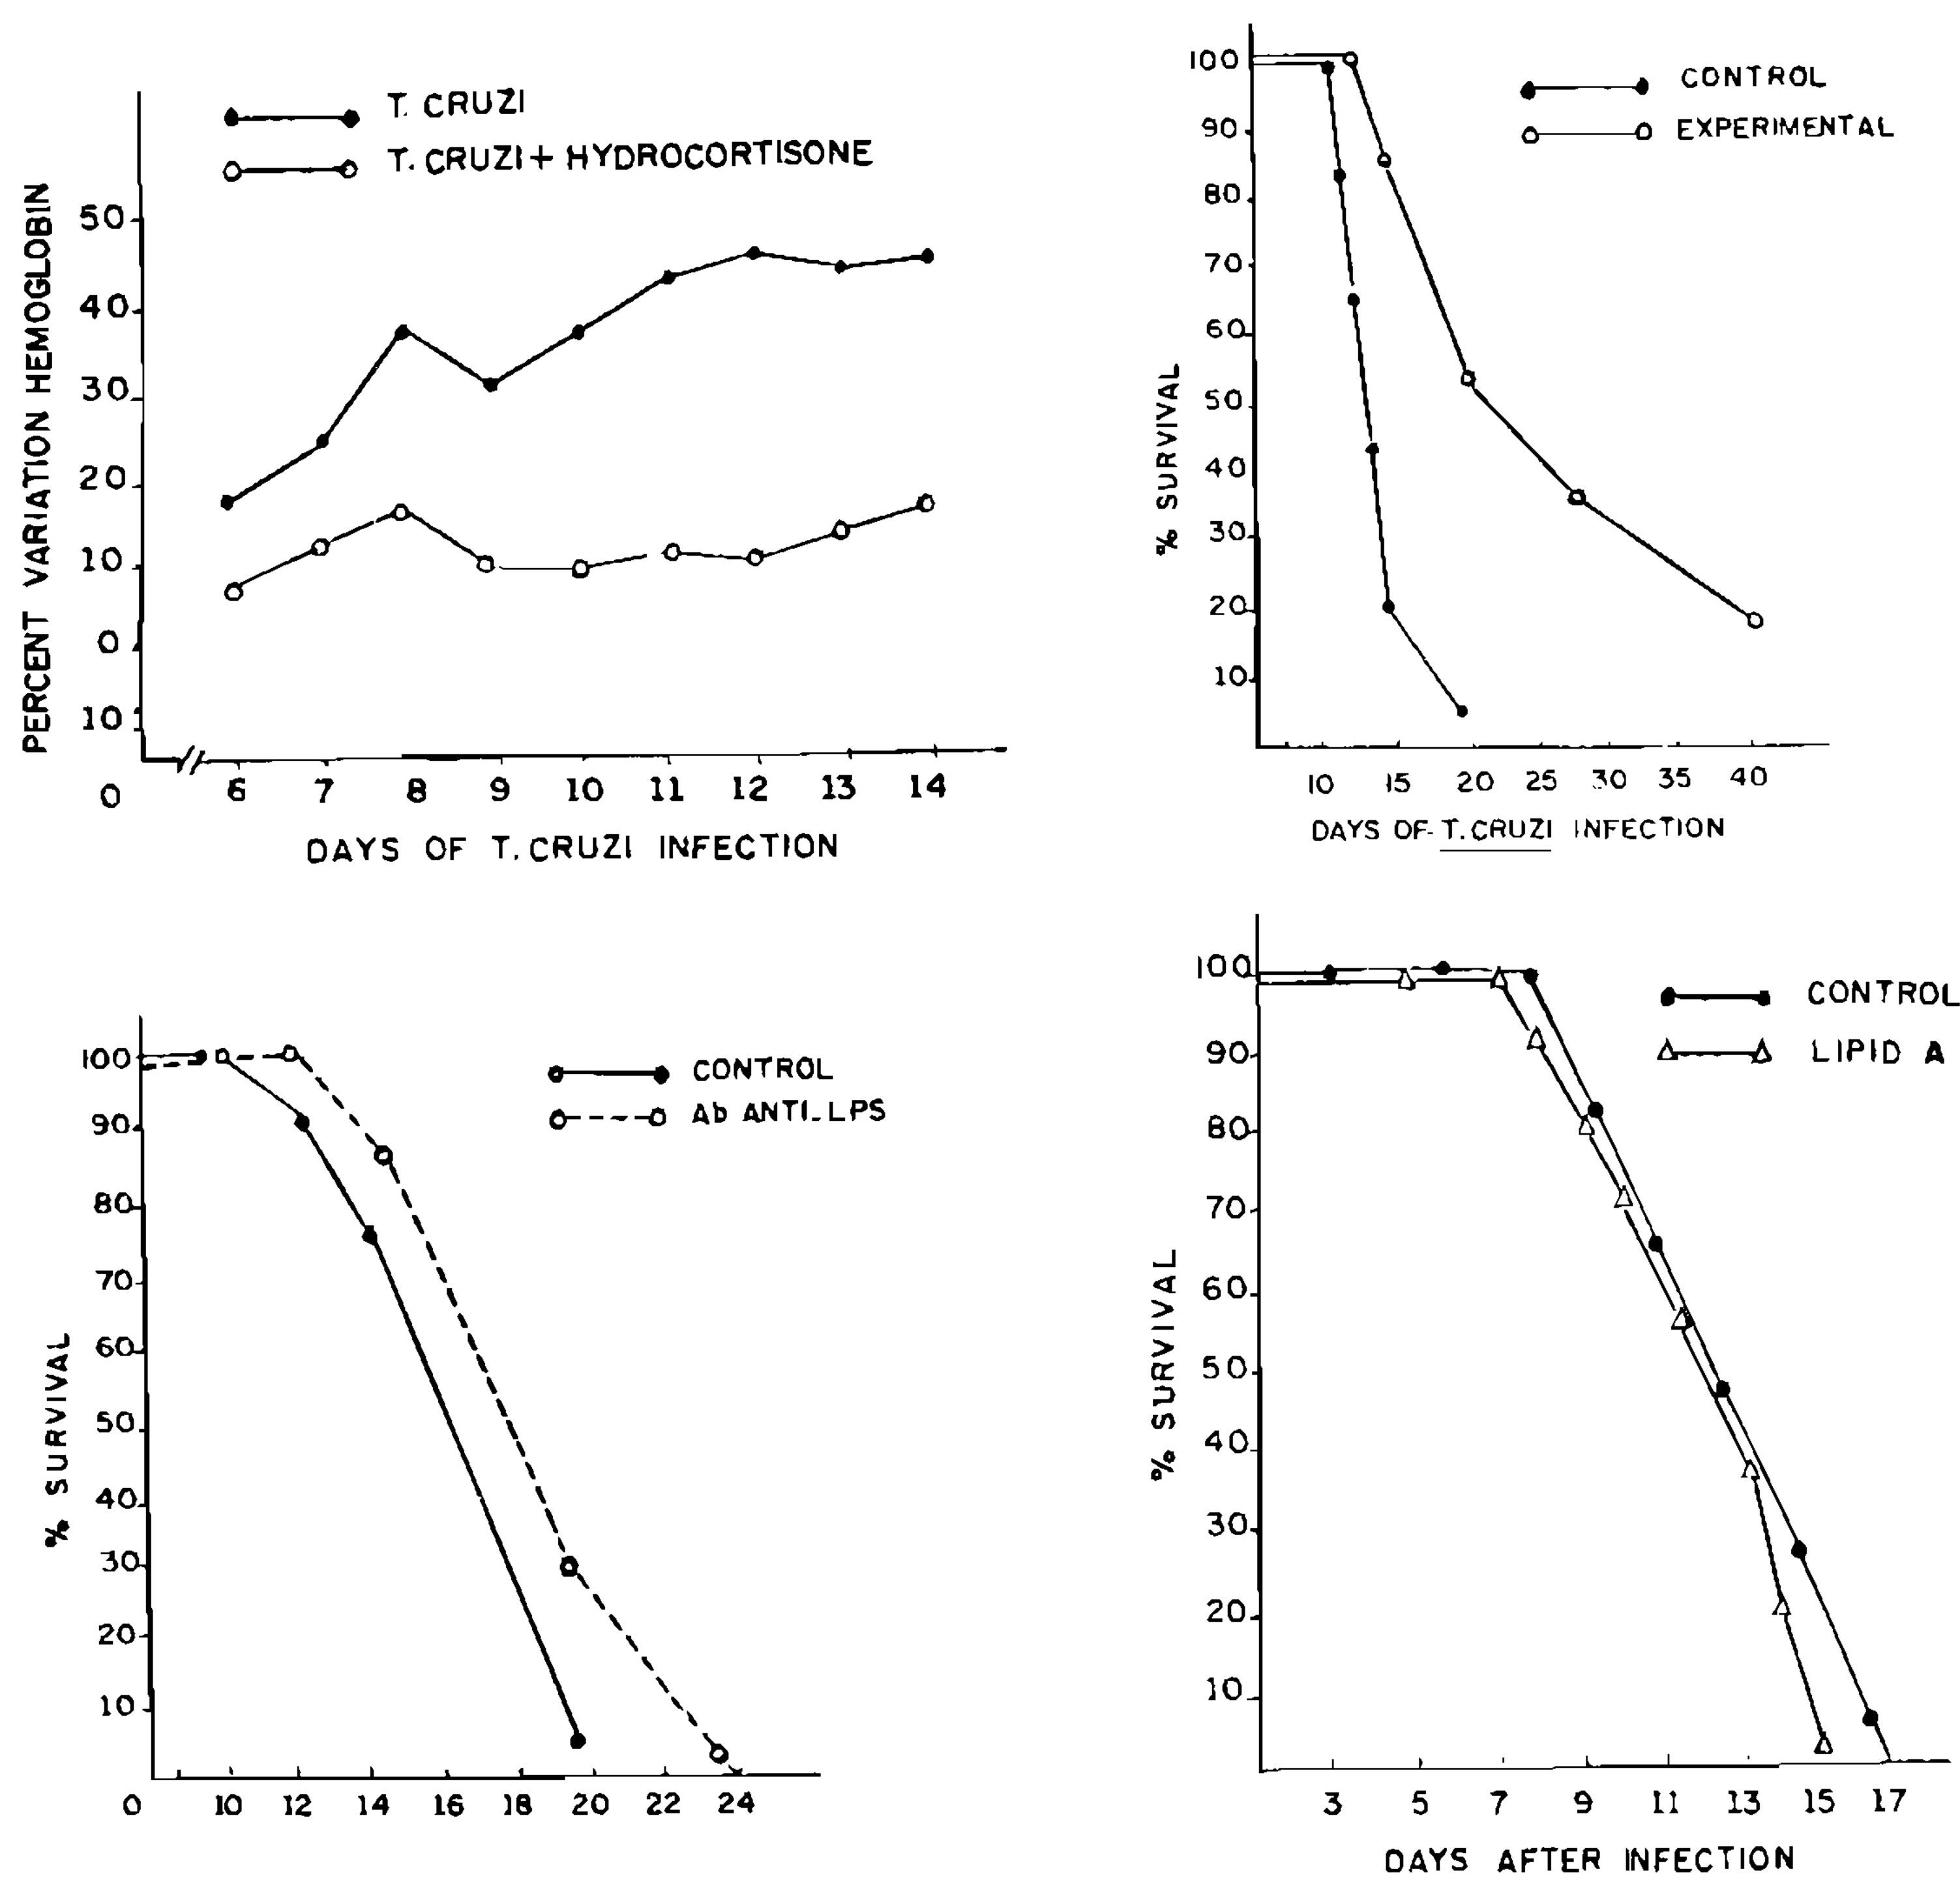 T. CRUZI
T. CRUZI + HYDROCORTISONE
PERCENT VARIATION HEMOGLOBIN
50
40
30
20
10
0
10
0
6 7 8 9 10 11 12 13 14
DAYS OF T. CRUZI INFECTION
CONTROL
EXPERIMENTAL
% SURVIVAL
100
90
80
70
60
50
40
30
20
10
10 15 20 25 30 35 40
DAYS OF T. CRUZI INFECTION
CONTROL
Ab ANTI-LPS
% SURVIVAL
100
90
80
70
60
50
40
30
20
10
0 10 12 14 16 18 20 22 24
CONTROL
LIPID A
% SURVIVAL
100
90
80
70
60
50
40
30
20
10
3 5 7 9 11 13 15 17
DAYS AFTER INFECTION